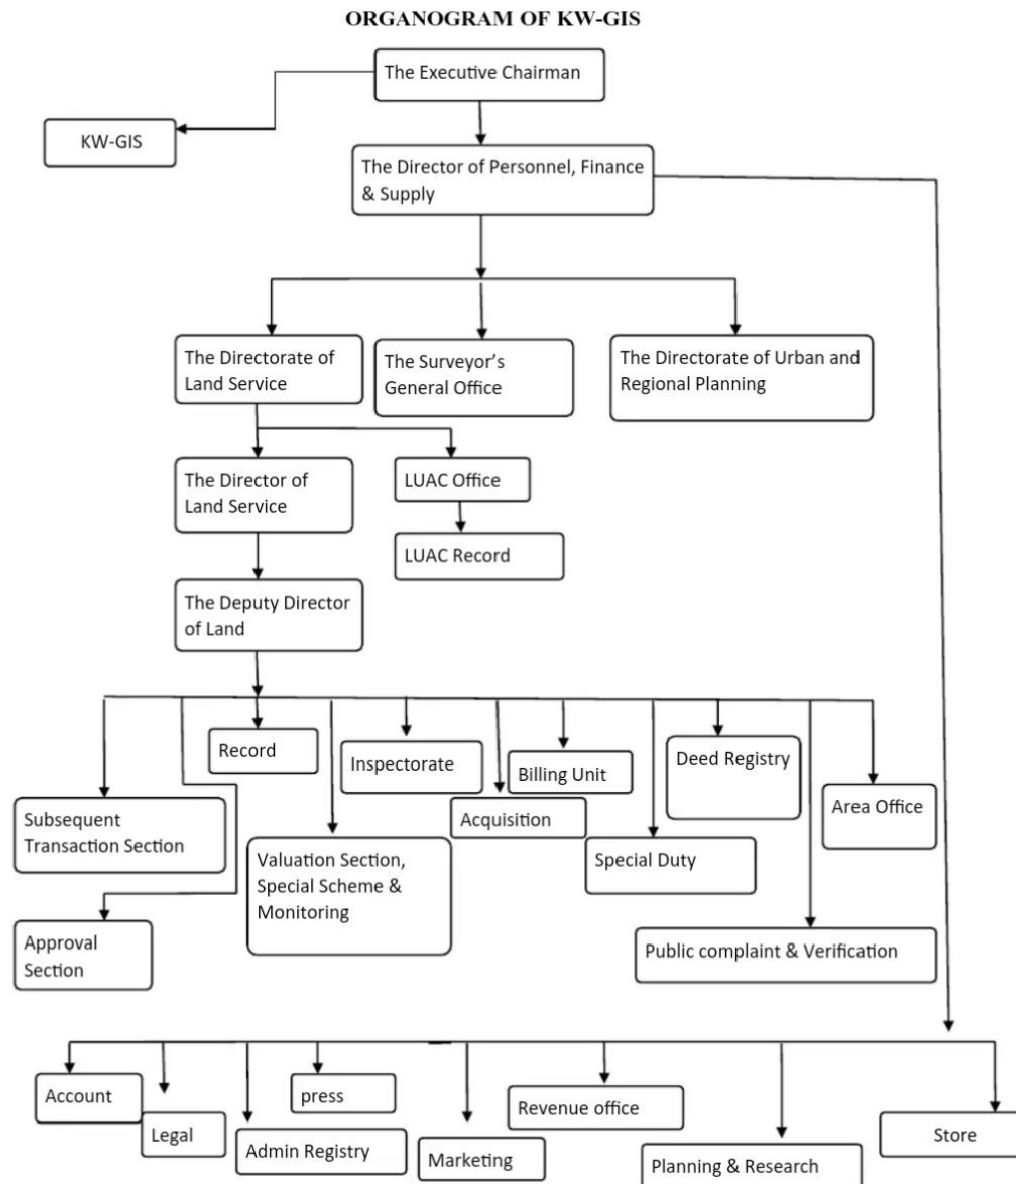 ORGANOGRAM OF KW-GIS
The Executive Chairman
KW-GIS
The Director of Personnel, Finance
& Supply
The Directorate of
Land Service
The Surveyor's
General Office
The Directorate of Urban and
Regional Planning
The Director of
Land Service
LUAC Office
LUAC Record
The Deputy Director
of Land
Record
Inspectorate
Billing Unit
Deed Registry
Area Office
Subsequent
Transaction Section
Acquisition
Valuation Section,
Special Scheme &
Monitoring
Special Duty
Approval
Section
Public complaint & Verification
Account
press
Revenue office
Legal
Admin Registry
Marketing
Planning & Research
Store